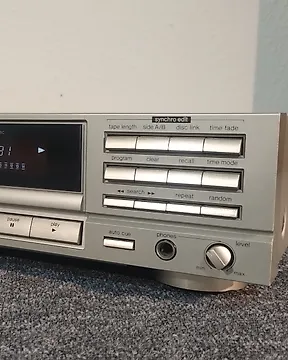 synchro edit
tape length side A/B disc link time fade
program clear recall time mode
◄◄ search ►► repeat random
auto cue phones level
pause play
min max